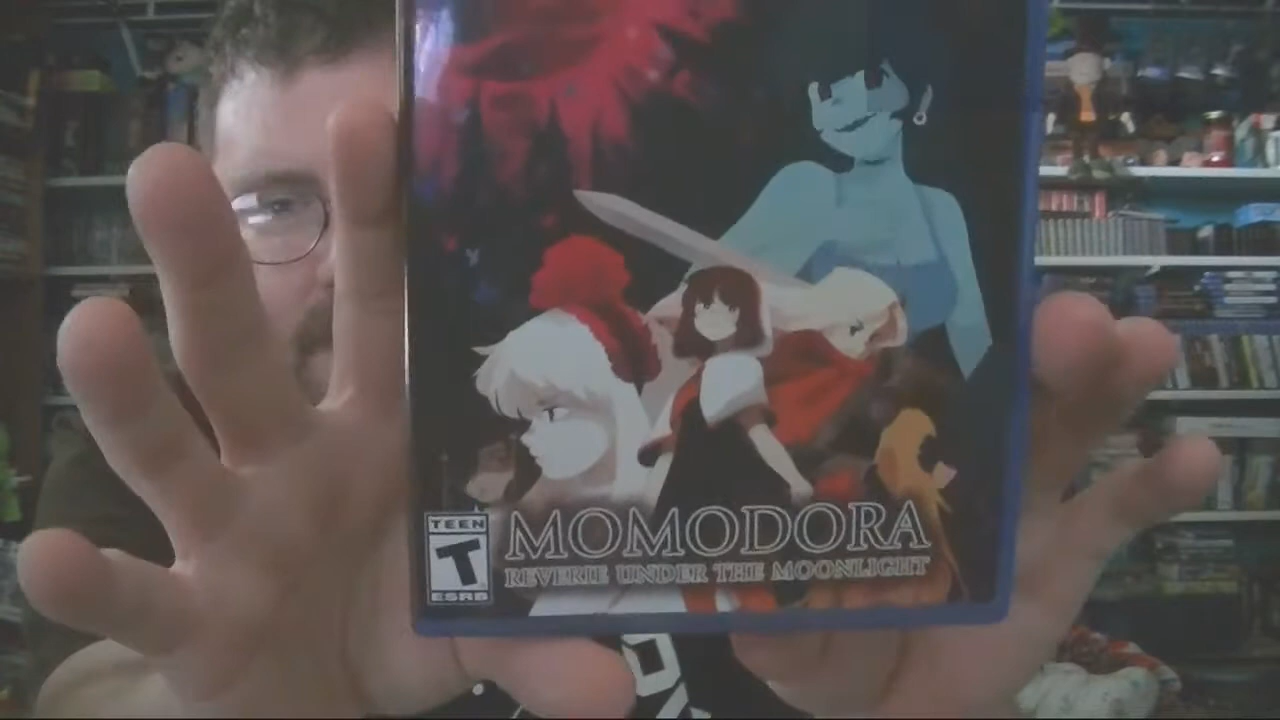 TEEN
T
ESRB
MOMODORA
REVERIE UNDER THE MOONLIGHT